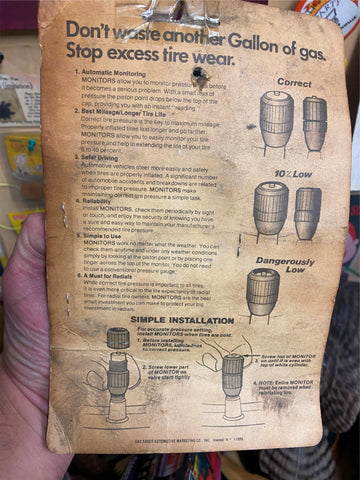 Don't waste another Gallon of gas.
Stop excess tire wear.
1. Automatic Monitoring
MONITORS allow you to monitor pressure before
it becomes a serious problem. With a small loss of
pressure the piston point drops below the top of the
cap, providing you with an instant "reading."
2. Best Mileage/Longer Tire Life
Correct tire pressure is the key to maximum mileage.
Properly inflated tires last longer and go farther.
MONITORS allow you to easily monitor your tire
pressure and help in extending the life of your tire
to 40 percent.
3. Safer Driving
Automotive vehicles steer more easily and safely
when tires are properly inflated. A significant number
of automobile accidents and breakdowns are related
to improper tire pressure. MONITORS make
maintaining correct pressure a simple task.
4. Reliability
Install MONITORS, check them periodically by sight
or touch, and enjoy the security of knowing you have
a sure and easy way to maintain your manufacturer's
recommended tire pressure.
5. Simple to Use
MONITORS work no matter what the weather. You can
check them anytime and under any weather conditions
simply by looking at the piston point or by placing one
finger across the top of the monitor. You do not need
to use a conventional pressure gauge.
6. A Must for Radials
While correct tire pressure is important to all tires,
it is even more critical to the life expectancy of radial
tires. For radial tire owners, MONITORS are the best
small investment you can make to protect your big
investment in radials.
Correct
10% Low
Dangerously
Low
SIMPLE INSTALLATION
For accurate pressure setting,
install MONITORS when tires are cold.
1. Before installing
MONITORS, inflate tires
to correct pressure.
2. Screw lower part
of MONITOR on
valve stem tightly
3. Screw top of MONITOR
on until it is even with
top of white cylinder.
4. NOTE: Entire MONITOR
must be removed when
reinflating tire.
GAS SAVER AUTOMOTIVE MARKETING CO., INC.